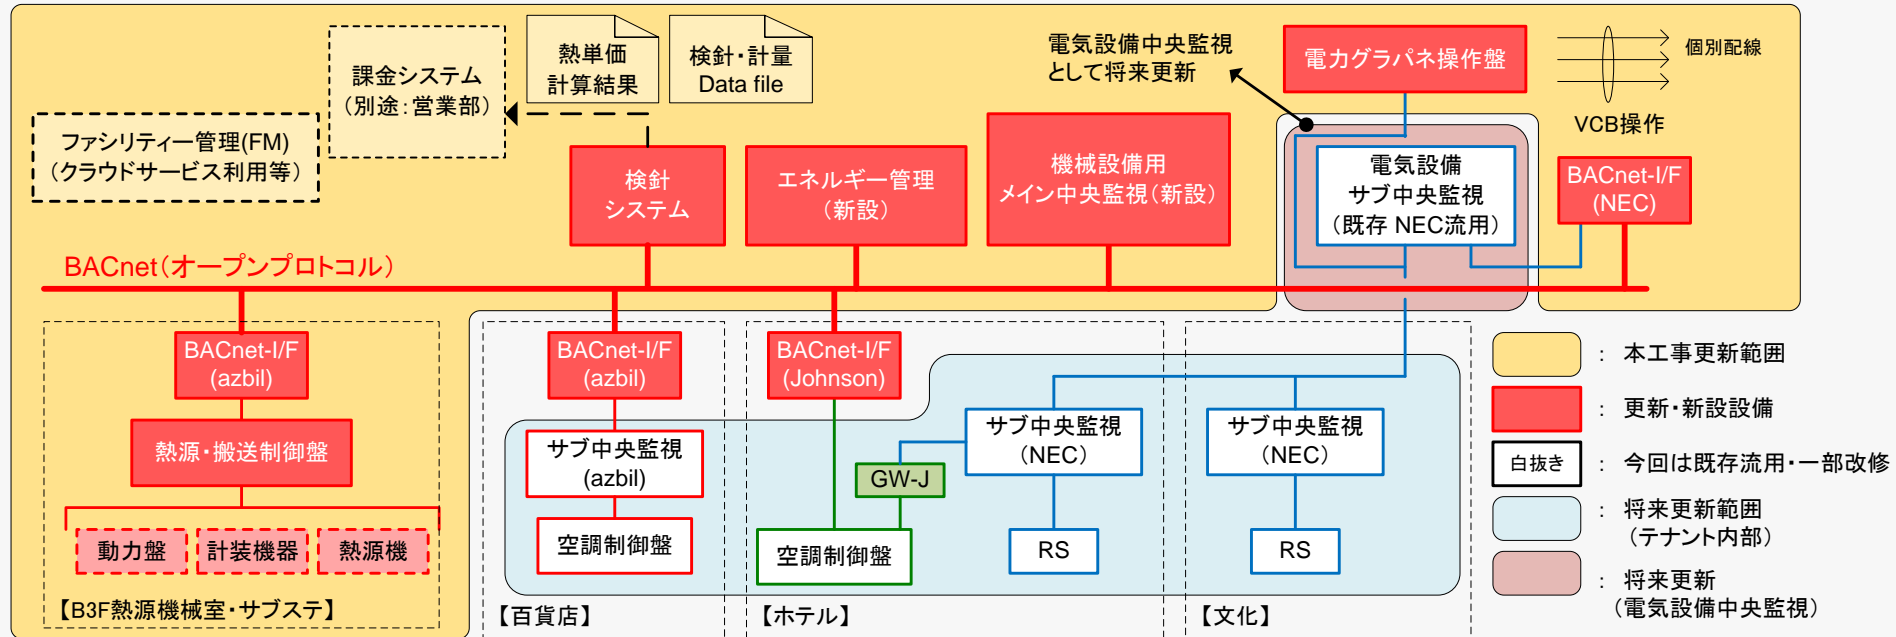 課金システム
（別途：営業部）
熱単価
計算結果
検針・計量
Data file
電気設備中央監視
として将来更新
電力グラパネ操作盤
個別配線
VCB操作
ファシリティー管理(FM)
（クラウドサービス利用等）
検針
システム
エネルギー管理
（新設）
機械設備用
メイン中央監視（新設）
電気設備
サブ中央監視
（既存 NEC流用）
BACnet-I/F
(NEC)
BACnet（オープンプロトコル）
BACnet-I/F
(azbil)
熱源・搬送制御盤
動力盤
計装機器
熱源機
【B3F熱源機械室・サブステ】
BACnet-I/F
(azbil)
サブ中央監視
(azbil)
空調制御盤
【百貨店】
BACnet-I/F
(Johnson)
GW-J
空調制御盤
サブ中央監視
（NEC）
RS
【ホテル】
サブ中央監視
（NEC）
RS
【文化】
： 本工事更新範囲
： 更新・新設設備
白抜き ： 今回は既存流用・一部改修
： 将来更新範囲
（テナント内部）
： 将来更新
（電気設備中央監視）